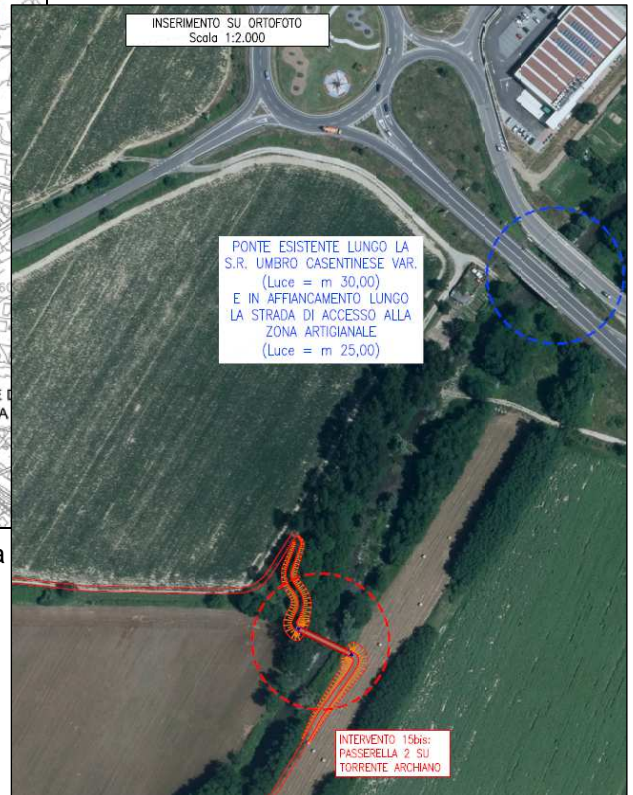 INSERIMENTO SU ORTOFOTO
Scala 1:2.000
PONTE ESISTENTE LUNGO LA
S.R. UMBRO CASENTINESE VAR.
(Luce = m 30,00)
E IN AFFIANCAMENTO LUNGO
LA STRADA DI ACCESSO ALLA
ZONA ARTIGIANALE
(Luce = m 25,00)
INTERVENTO 15bis:
PASSERELLA 2 SU
TORRENTE ARCHIANO